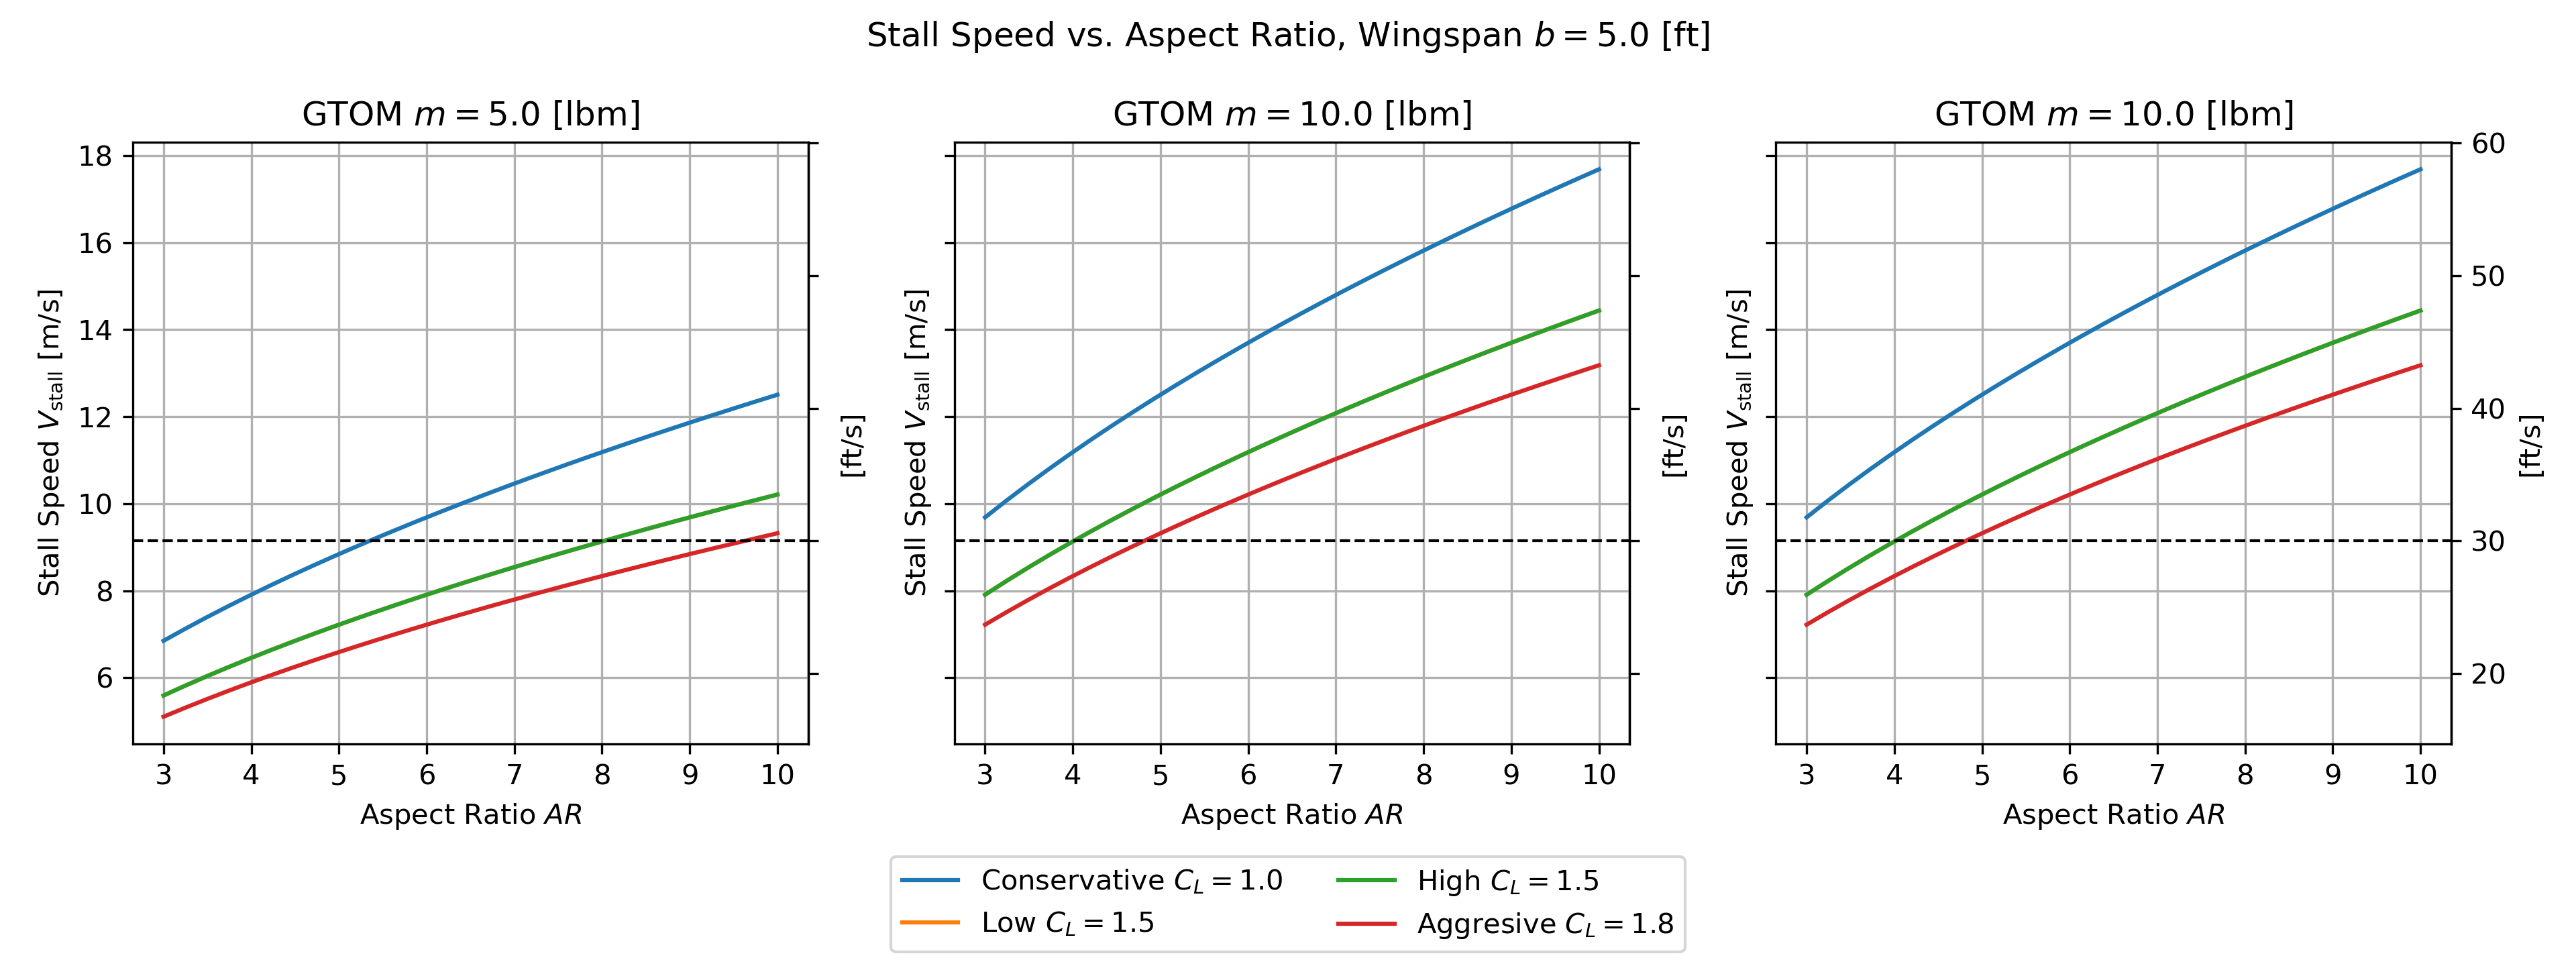 Stall Speed vs. Aspect Ratio, Wingspan b = 5.0 [ft]
GTOM m = 5.0 [lbm]
GTOM m = 10.0 [lbm]
GTOM m = 10.0 [lbm]
Stall Speed V_stall [m/s]
18
16
14
12
10
8
6
[ft/s]
3 4 5 6 7 8 9 10
Aspect Ratio AR
Stall Speed V_stall [m/s]
[ft/s]
3 4 5 6 7 8 9 10
Aspect Ratio AR
Stall Speed V_stall [m/s]
60
50
40
30
20
[ft/s]
3 4 5 6 7 8 9 10
Aspect Ratio AR
Conservative C_L = 1.0
Low C_L = 1.5
High C_L = 1.5
Aggresive C_L = 1.8